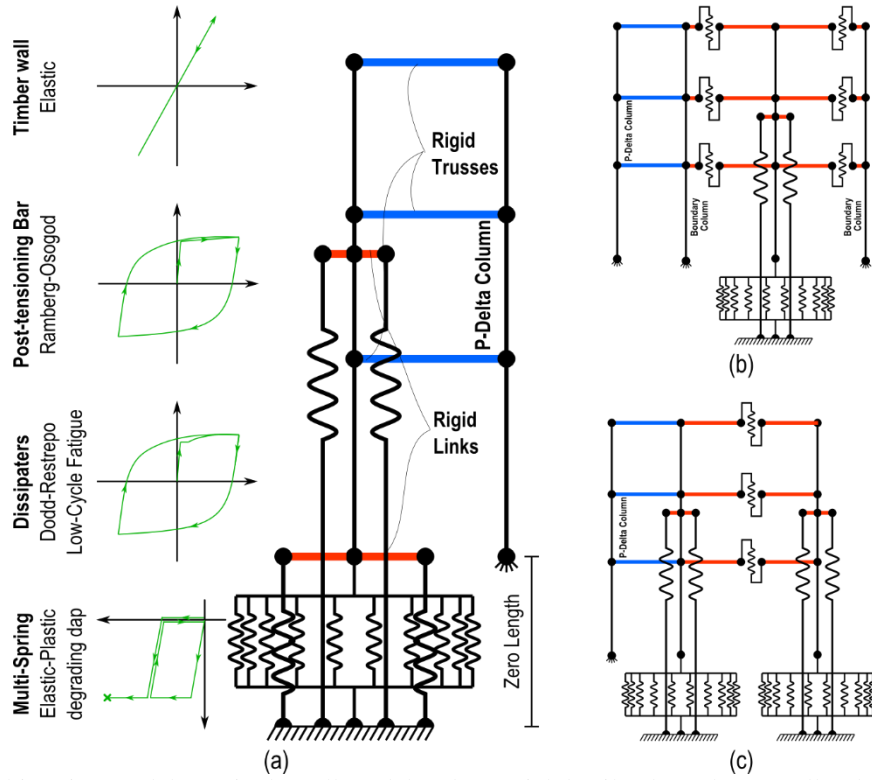 Timber wall
Elastic
Post-tensioning Bar
Ramberg-Osogod
Dissipaters
Dodd-Restrepo
Low-Cycle Fatigue
Multi-Spring
Elastic-Plastic
degrading dap
Rigid
Trusses
P-Delta Column
Rigid
Links
Zero Length
(a)
P-Delta Column
Boundary
Column
Boundary
Column
(b)
P-Delta Column
(c)